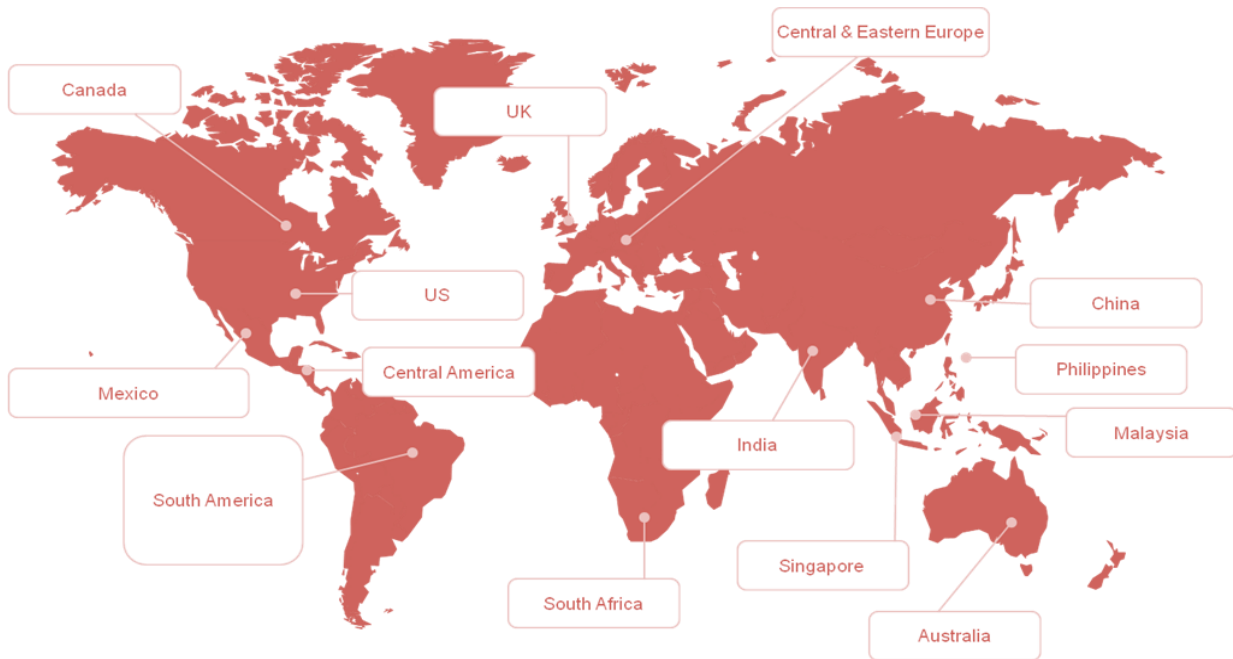 Central & Eastern Europe
Canada
UK
US
China
Philippines
Mexico
Central America
Malaysia
India
South America
Singapore
South Africa
Australia